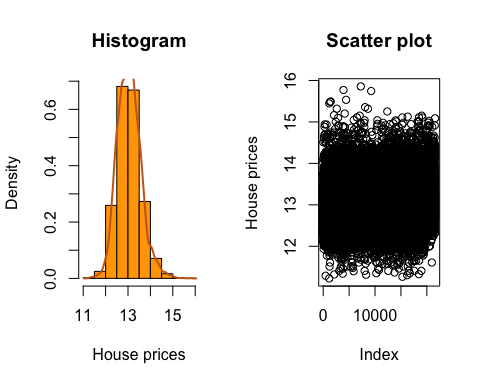 Histogram
Density
0.0 0.2 0.4 0.6
11 13 15
House prices
Scatter plot
House prices
12 13 14 15 16
0 10000
Index